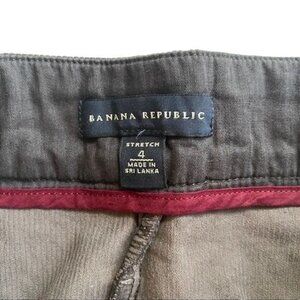 BANANA REPUBLIC
STRETCH
4
MADE IN
SRI LANKA